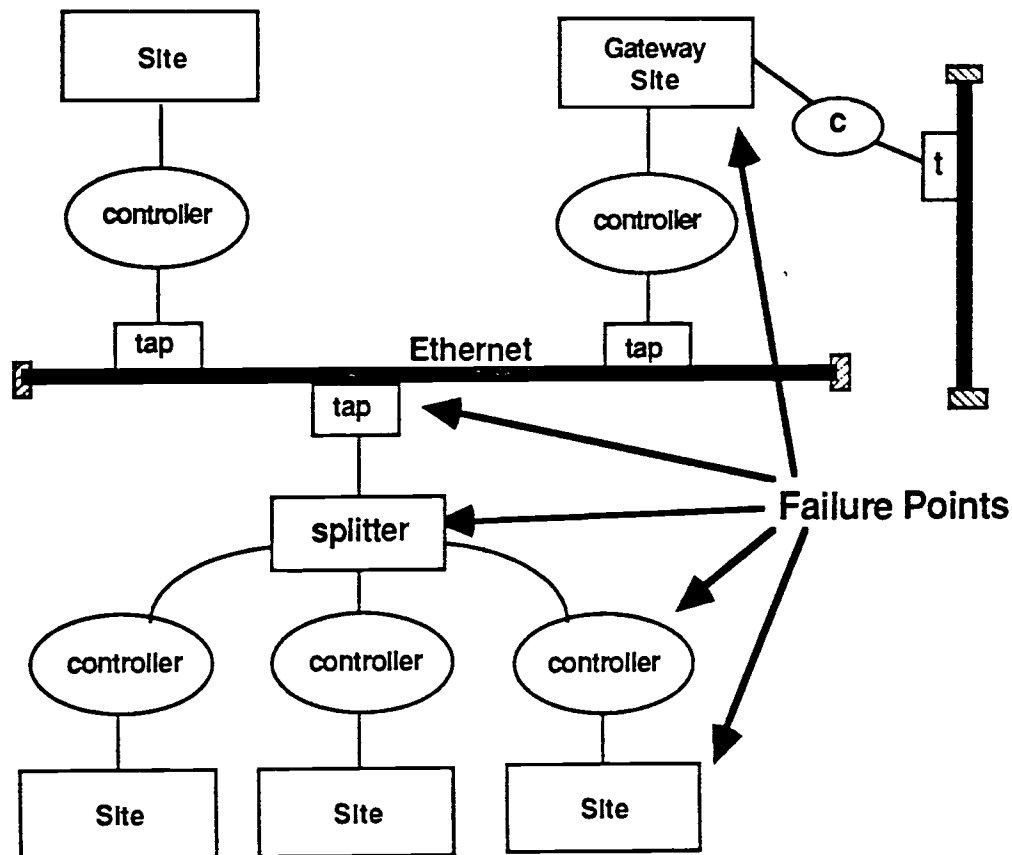 Site
Gateway
Site
c
t
controller
controller
tap
Ethernet
tap
tap
Failure Points
splitter
controller
controller
controller
Site
Site
Site